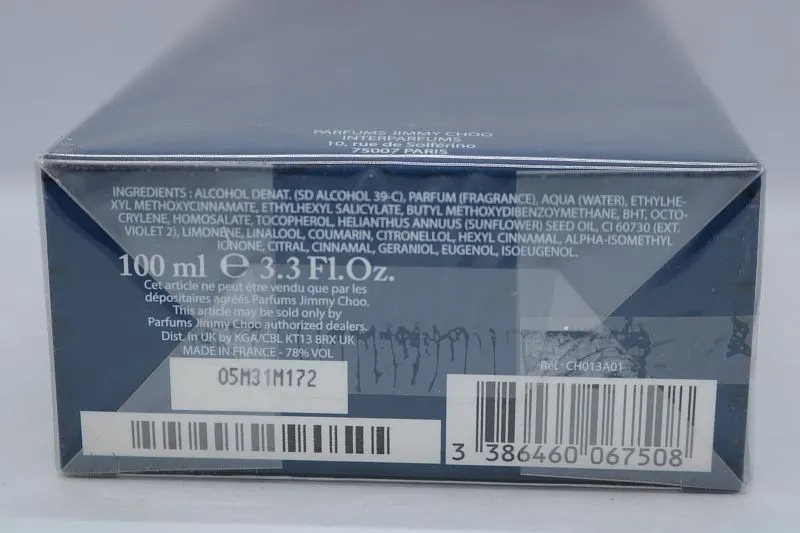 PARFUMS JIMMY CHOO
INTERPARFUMS
10, rue de Solférino
75007 PARIS
INGREDIENTS : ALCOHOL DENAT. (SD ALCOHOL 39-C), PARFUM (FRAGRANCE), AQUA (WATER), ETHYLHE-
XYL METHOXYCINNAMATE, ETHYLHEXYL SALICYLATE, BUTYL METHOXYDIBENZOYMETHANE, BHT, OCTO-
CRYLENE, HOMOSALATE, TOCOPHEROL, HELIANTHUS ANNUUS (SUNFLOWER) SEED OIL, CI 60730 (EXT.
VIOLET 2), LIMONENE, LINALOOL, COUMARIN, CITRONELLOL, HEXYL CINNAMAL, ALPHA-ISOMETHYL
IONONE, CITRAL, CINNAMAL, GERANIOL, EUGENOL, ISOEUGENOL.
100 ml ℮ 3.3 Fl.Oz.
Cet article ne peut être vendu que par les
dépositaires agréés Parfums Jimmy Choo.
This article may be sold only by
Parfums Jimmy Choo authorized dealers.
Dist. in UK by KGA/CBL KT13 8RX UK
MADE IN FRANCE - 78% VOL
Réf.: CH013A01
05M31M172
3 386460 067508